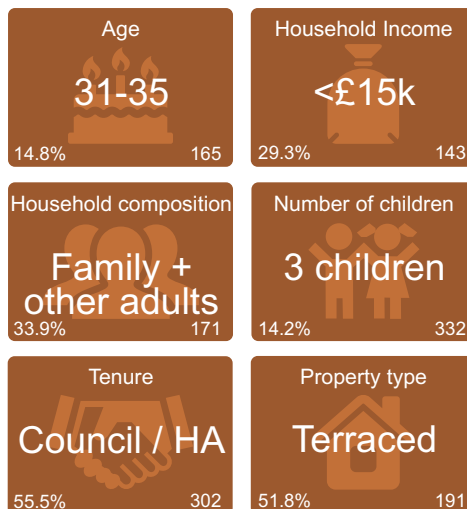 Age
31-35
14.8% 165
Household Income
<£15k
29.3% 143
Household composition
Family +
other adults
33.9% 171
Number of children
3 children
14.2% 332
Tenure
Council / HA
55.5% 302
Property type
Terraced
51.8% 191